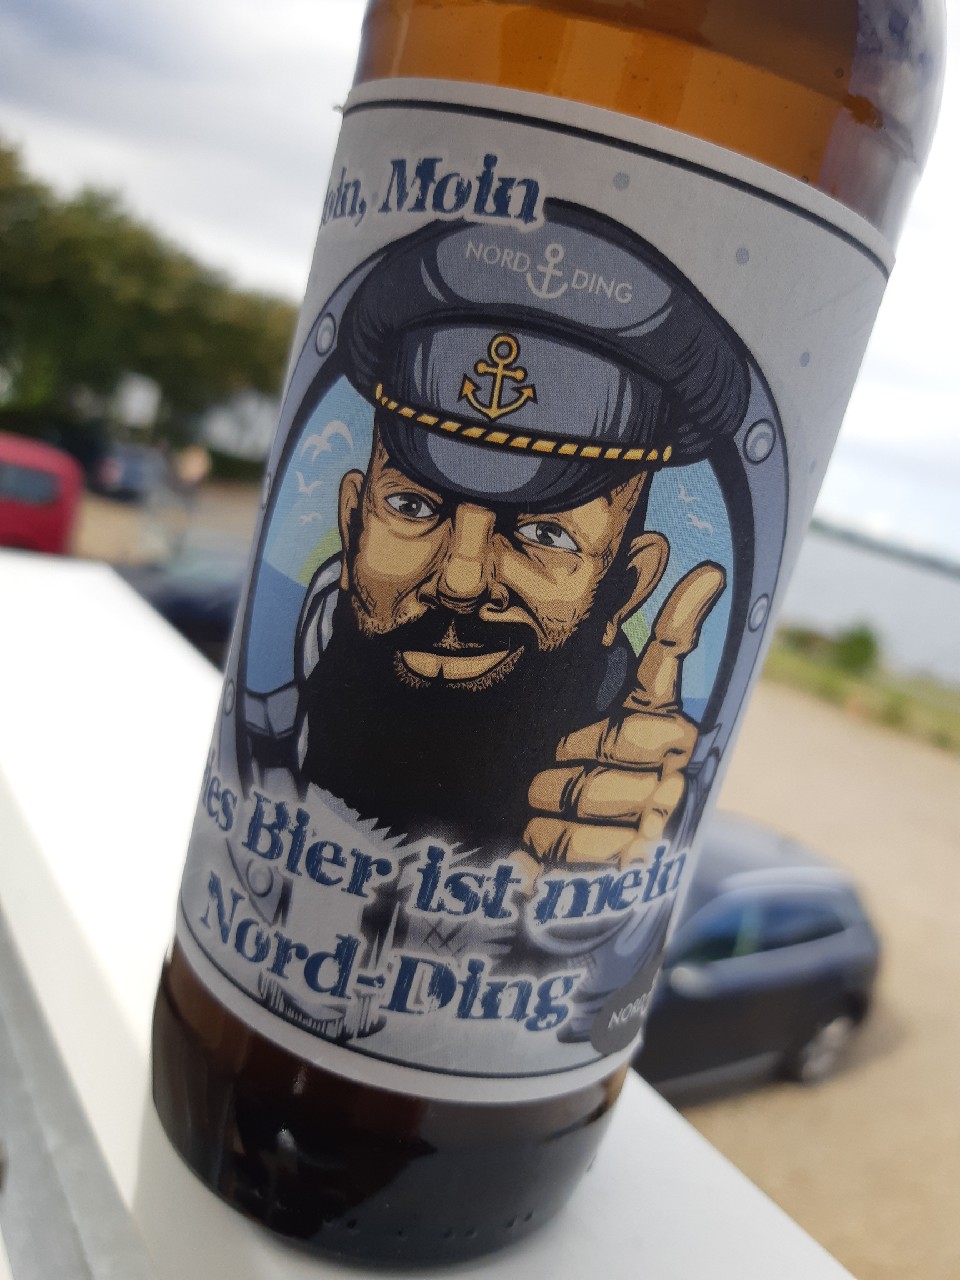 Moin
NORD DING
Bier ist mein
Nord-Ding